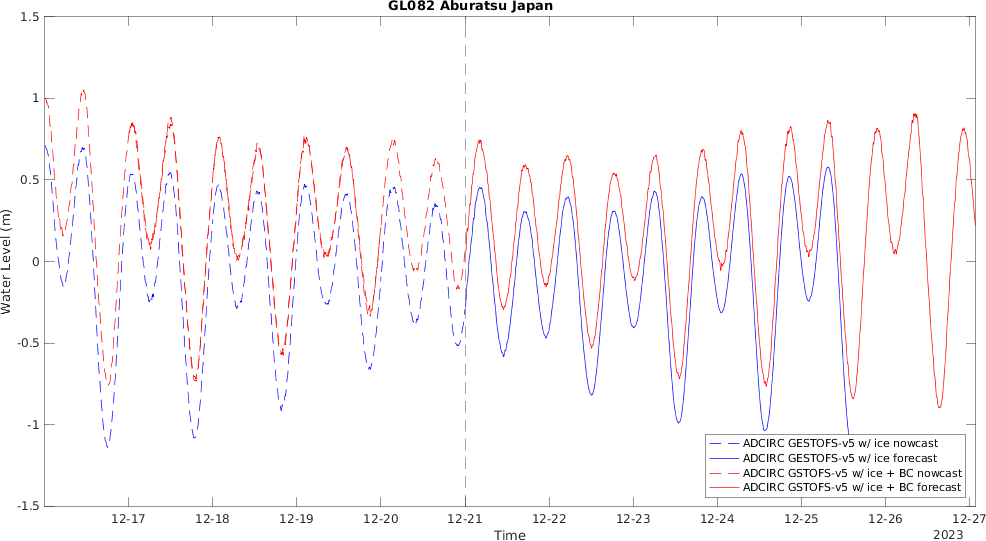 GL082 Aburatsu Japan
1.5
1
0.5
0
-0.5
-1
-1.5
Water Level (m)
12-17 12-18 12-19 12-20 12-21 12-22 12-23 12-24 12-25 12-26 12-27
Time
2023
ADCIRC GESTOFS-v5 w/ ice nowcast
ADCIRC GESTOFS-v5 w/ ice forecast
ADCIRC GSTOFS-v5 w/ ice + BC nowcast
ADCIRC GSTOFS-v5 w/ ice + BC forecast